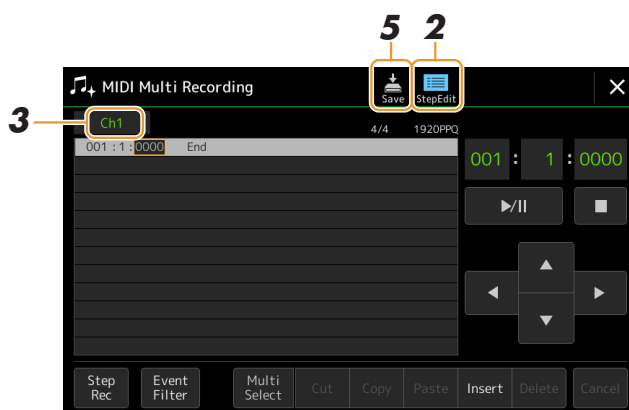 5 2
MIDI Multi Recording
Save StepEdit
3
Ch1
4/4 1920PPQ
001 : 1 : 0000 End
001 : 1 : 0000
Step Rec
Event Filter
Multi Select
Cut
Copy
Paste
Insert
Delete
Cancel